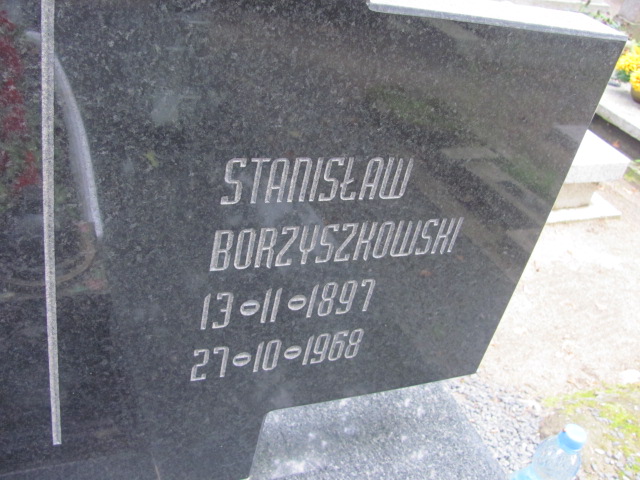 STANISŁAW
BORZYSZKOWSKI
13-11-1897
27-10-1968